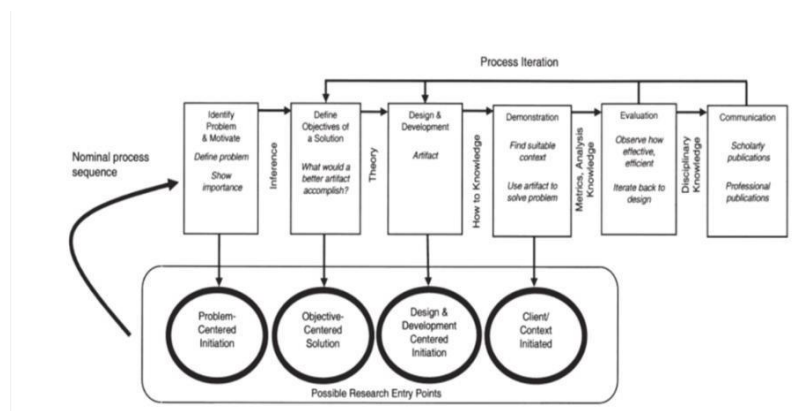 Process Iteration
Nominal process
sequence
Identify
Problem
& Motivate
Define problem
Show
importance
Inference
Define
Objectives of
a Solution
What would a
better artifact
accomplish?
Theory
Design &
Development
Artifact
How to Knowledge
Demonstration
Find suitable
context
Use artifact to
solve problem
Metrics, Analysis
Knowledge
Evaluation
Observe how
effective,
efficient
Iterate back to
design
Disciplinary
Knowledge
Communication
Scholarly
publications
Professional
publications
Problem-
Centered
Initiation
Objective-
Centered
Solution
Design &
Development
Centered
Initiation
Client/
Context
Initiated
Possible Research Entry Points